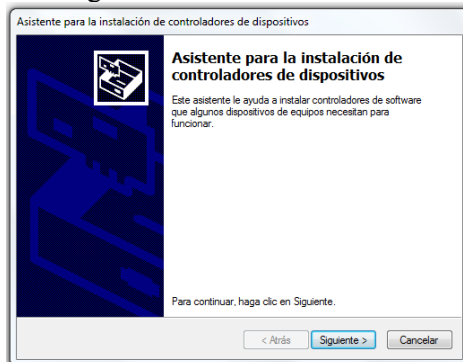 Asistente para la instalación de controladores de dispositivos
Asistente para la instalación de
controladores de dispositivos
Este asistente le ayuda a instalar controladores de software
que algunos dispositivos de equipos necesitan para
funcionar.
Para continuar, haga clic en Siguiente.
< Atrás
Siguiente >
Cancelar